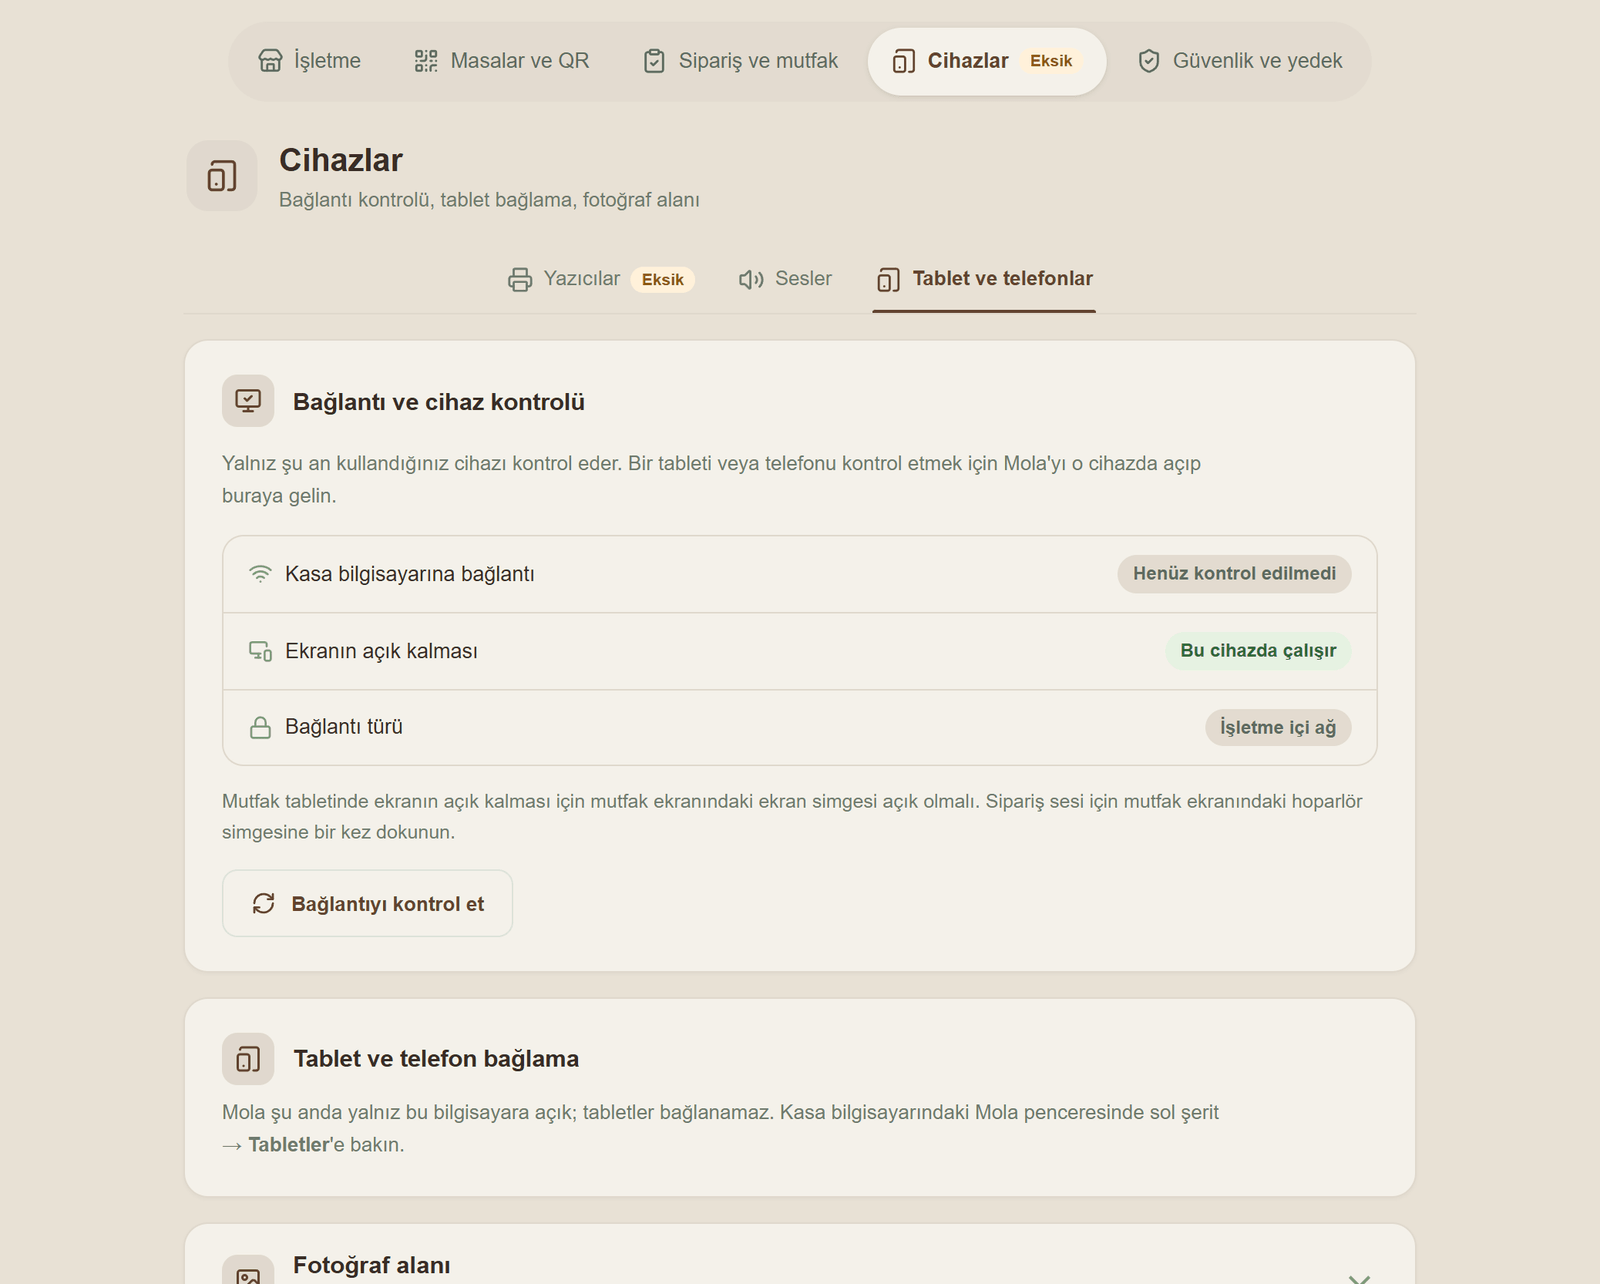 İşletme
Masalar ve QR
Sipariş ve mutfak
Cihazlar Eksik
Güvenlik ve yedek
Cihazlar
Bağlantı kontrolü, tablet bağlama, fotoğraf alanı
Yazıcılar Eksik
Sesler
Tablet ve telefonlar
Bağlantı ve cihaz kontrolü
Yalnız şu an kullandığınız cihazı kontrol eder. Bir tableti veya telefonu kontrol etmek için Mola'yı o cihazda açıp
buraya gelin.
Kasa bilgisayarına bağlantı
Henüz kontrol edilmedi
Ekranın açık kalması
Bu cihazda çalışır
Bağlantı türü
İşletme içi ağ
Mutfak tabletinde ekranın açık kalması için mutfak ekranındaki ekran simgesi açık olmalı. Sipariş sesi için mutfak ekranındaki hoparlör
simgesine bir kez dokunun.
Bağlantıyı kontrol et
Tablet ve telefon bağlama
Mola şu anda yalnız bu bilgisayara açık; tabletler bağlanamaz. Kasa bilgisayarındaki Mola penceresinde sol şerit
→ Tabletler'e bakın.
Fotoğraf alanı